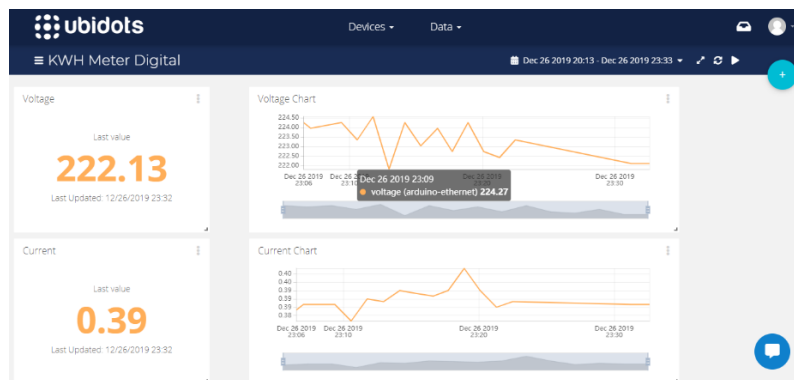 ubidots
Devices
Data
KWH Meter Digital
Dec 26 2019 20:13 - Dec 26 2019 23:33
+
Voltage
Last value
222.13
Last Updated: 12/26/2019 23:32
Voltage Chart
224.50
224.00
223.50
223.00
222.50
222.00
Dec 26 2019
23:06
Dec 26 2019
23:10
Dec 26 2019 23:09
voltage (arduino-ethernet) 224.27
23:20
Dec 26 2019
23:30
Current
Last value
0.39
Last Updated: 12/26/2019 23:32
Current Chart
0.40
0.40
0.39
0.39
0.39
0.38
Dec 26 2019
23:06
Dec 26 2019
23:10
Dec 26 2019
23:20
Dec 26 2019
23:30